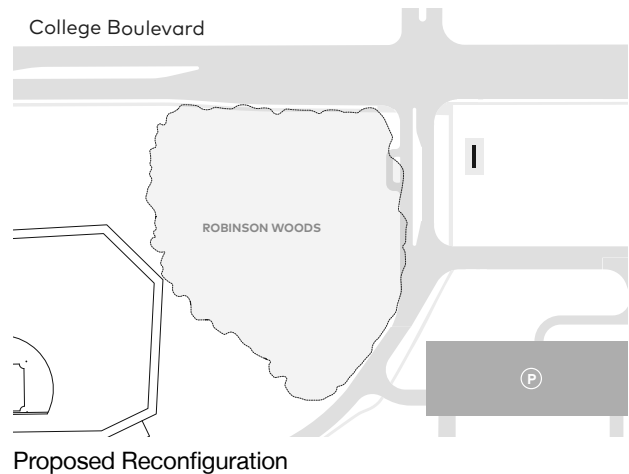 College Boulevard
ROBINSON WOODS
P
Proposed Reconfiguration